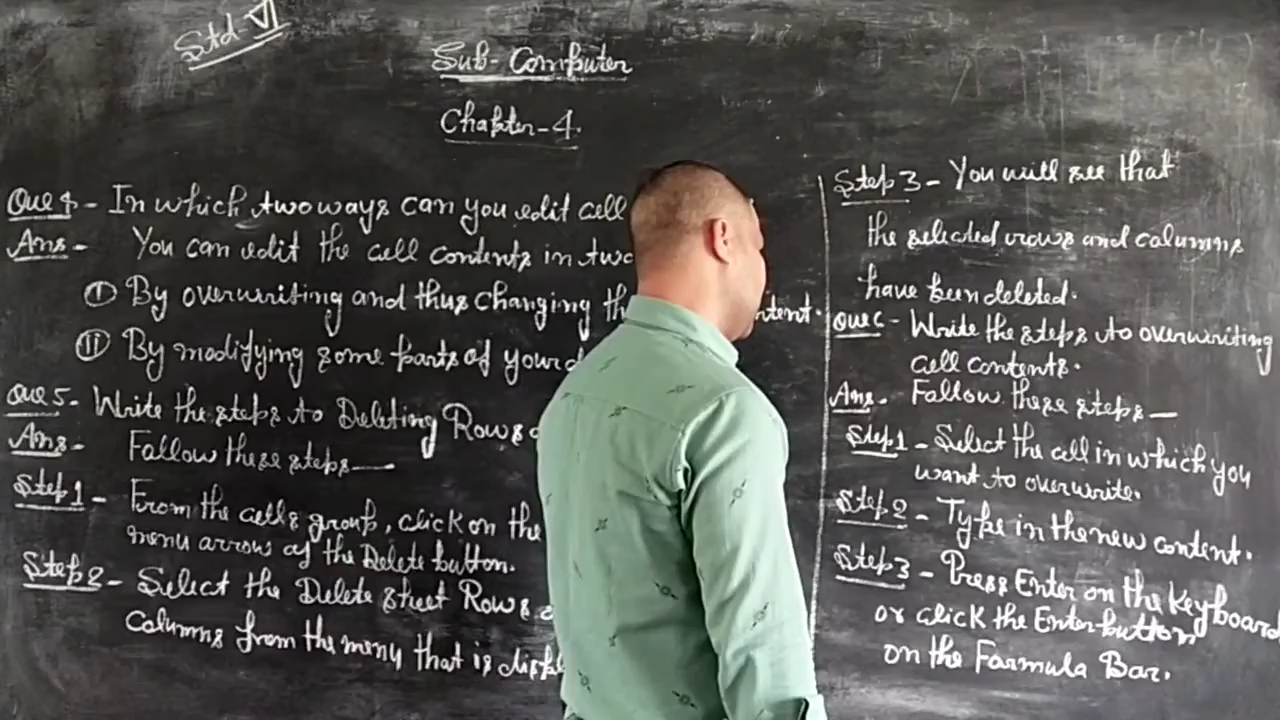 Std-VI
Sub-Computer
Chapter-4.
Que 4 - In which two ways can you edit cell
Ans - You can edit the cell contents in two
(I) By overwriting and thus changing th ntent.
(II) By modifying some parts of your d
Que 5 - Write the steps to Deleting Rows
Ans - Follow these steps—
Step 1 - From the cells group, click on the
menu arrow of the Delete button.
Step 2 - Select the Delete sheet Rows o
Columns from the menu that is displ
Step 3 - You will see that
the selected rows and columns
have been deleted.
Que 6 - Write the steps to overwriting
cell contents.
Ans - Follow these steps—
Step 1 - Select the cell in which you
want to overwrite.
Step 2 - Type in the new content.
Step 3 - Press Enter on the Keyboard
or click the Enter button
on the Formula Bar.